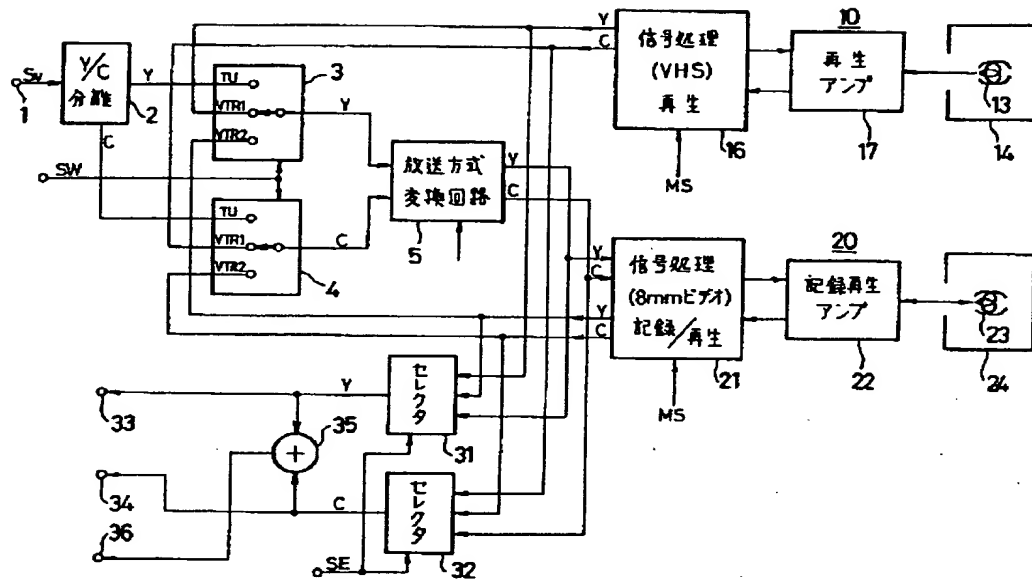 Sv
1
Y/C
分離
2
Y
C
SW
TU
VTR1
VTR2
3
Y
TU
VTR1
VTR2
4
C
放送方式
変換回路
5
Y
C
Y
C
信号処理
(VHS)
再生
16
MS
10
再生
アンプ
17
13
14
Y
C
Y
C
信号処理
(8mmビデオ)
記録/再生
21
MS
20
記録再生
アンプ
22
23
24
33
Y
セレクタ
31
35
+
34
C
セレクタ
32
36
SE